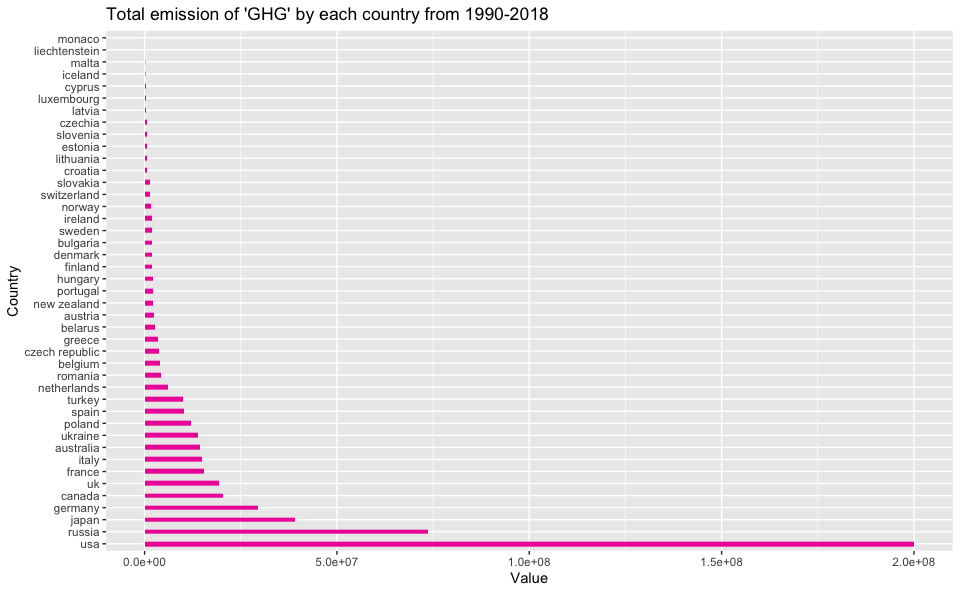 Total emission of 'GHG' by each country from 1990-2018
monaco
liechtenstein
malta
iceland
cyprus
luxembourg
latvia
czechia
slovenia
estonia
lithuania
croatia
slovakia
switzerland
norway
ireland
sweden
bulgaria
denmark
finland
hungary
portugal
new zealand
austria
belarus
greece
czech republic
belgium
romania
netherlands
turkey
spain
poland
ukraine
australia
italy
france
uk
canada
germany
japan
russia
usa
Country
0.0e+00 5.0e+07 1.0e+08 1.5e+08 2.0e+08
Value